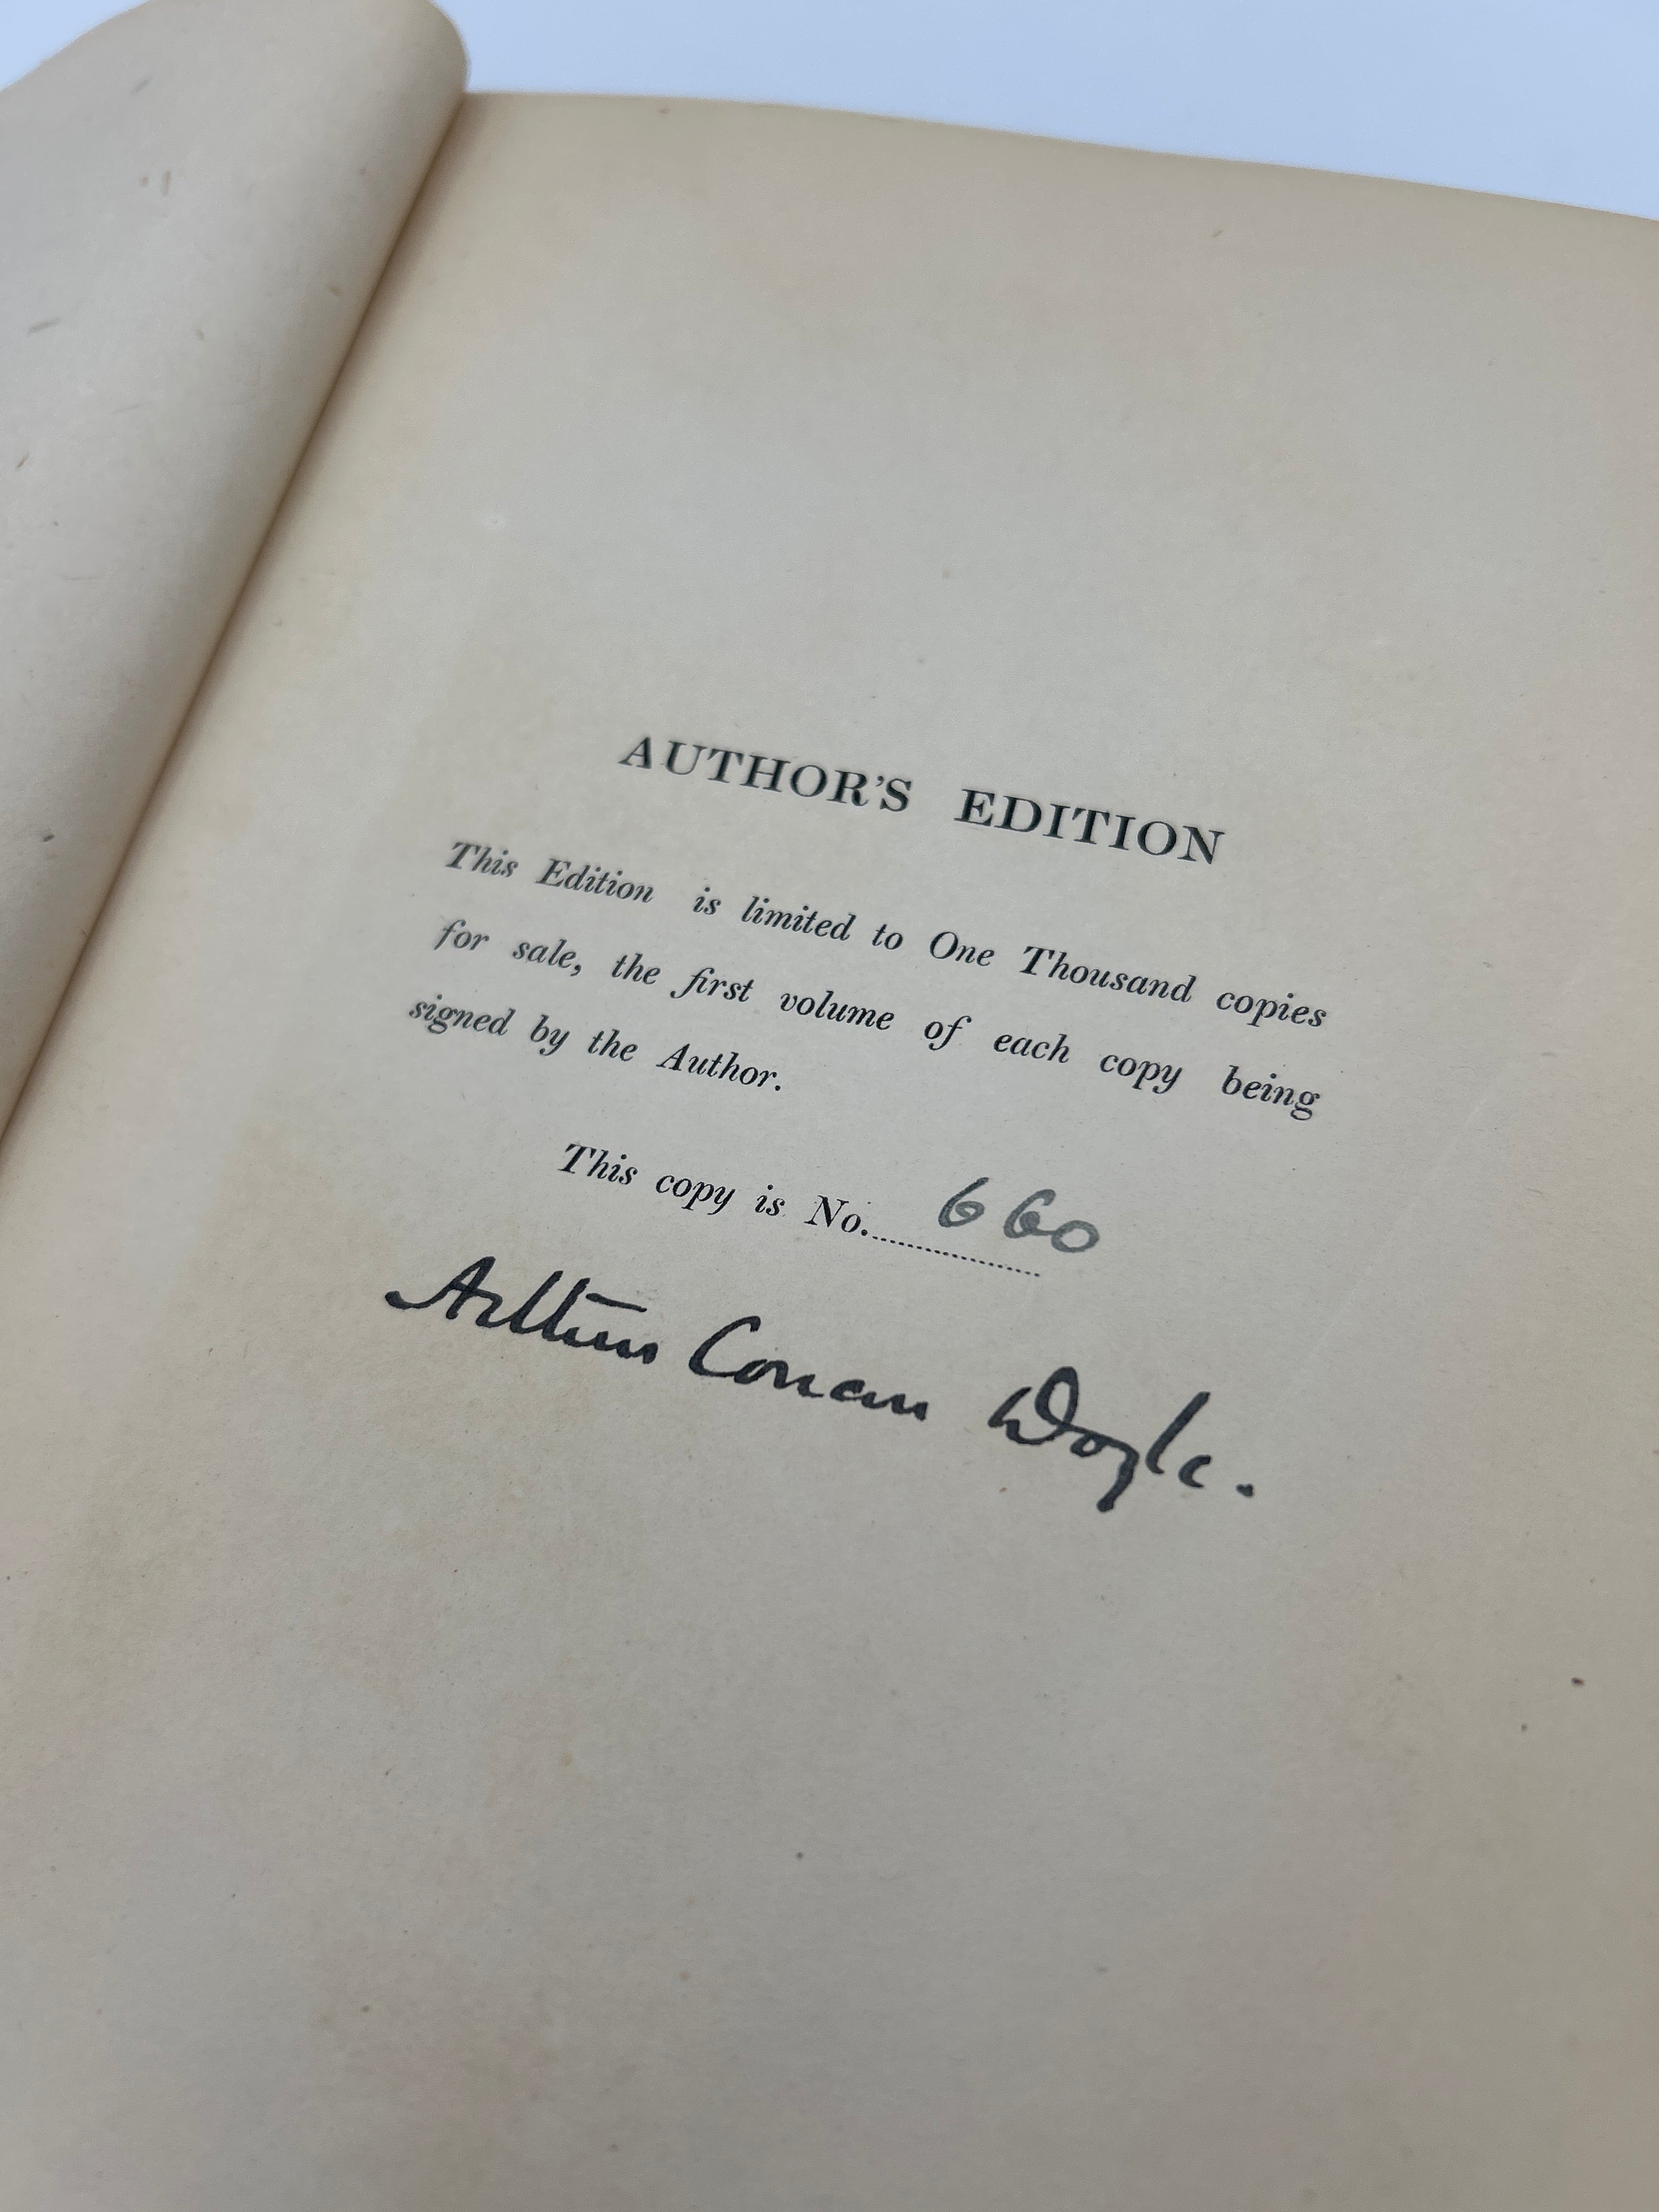 AUTHOR'S EDITION
This Edition is limited to One Thousand copies
for sale, the first volume of each copy being
signed by the Author.
This copy is No. 660
Arthur Conan Doyle.